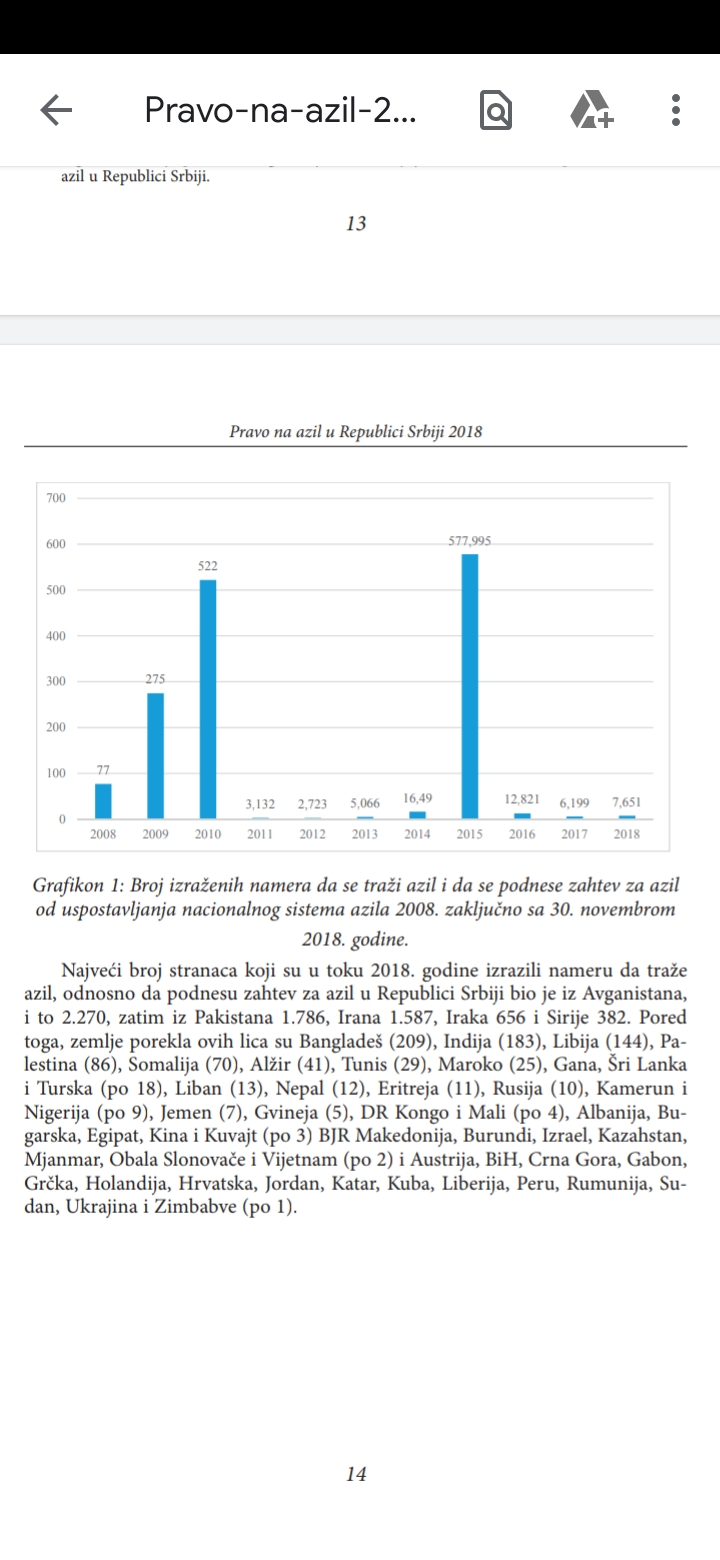 Pravo-na-azil-2...
azil u Republici Srbiji.
13
Pravo na azil u Republici Srbiji 2018
700
600
500
400
300
200
100
0
77
275
522
3,132
2,723
5,066
16,49
577,995
12,821
6,199
7,651
2008 2009 2010 2011 2012 2013 2014 2015 2016 2017 2018
Grafikon 1: Broj izraženih namera da se traži azil i da se podnese zahtev za azil
od uspostavljanja nacionalnog sistema azila 2008. zaključno sa 30. novembrom
2018. godine.
Najveći broj stranaca koji su u toku 2018. godine izrazili nameru da traže
azil, odnosno da podnesu zahtev za azil u Republici Srbiji bio je iz Avganistana,
i to 2.270, zatim iz Pakistana 1.786, Irana 1.587, Iraka 656 i Sirije 382. Pored
toga, zemlje porekla ovih lica su Bangladeš (209), Indija (183), Libija (144), Pa-
lestina (86), Somalija (70), Alžir (41), Tunis (29), Maroko (25), Gana, Šri Lanka
i Turska (po 18), Liban (13), Nepal (12), Eritreja (11), Rusija (10), Kamerun i
Nigerija (po 9), Jemen (7), Gvineja (5), DR Kongo i Mali (po 4), Albanija, Bu-
garska, Egipat, Kina i Kuvajt (po 3) BJR Makedonija, Burundi, Izrael, Kazahstan,
Mjanmar, Obala Slonovače i Vijetnam (po 2) i Austrija, BiH, Crna Gora, Gabon,
Grčka, Holandija, Hrvatska, Jordan, Katar, Kuba, Liberija, Peru, Rumunija, Su-
dan, Ukrajina i Zimbabve (po 1).
14